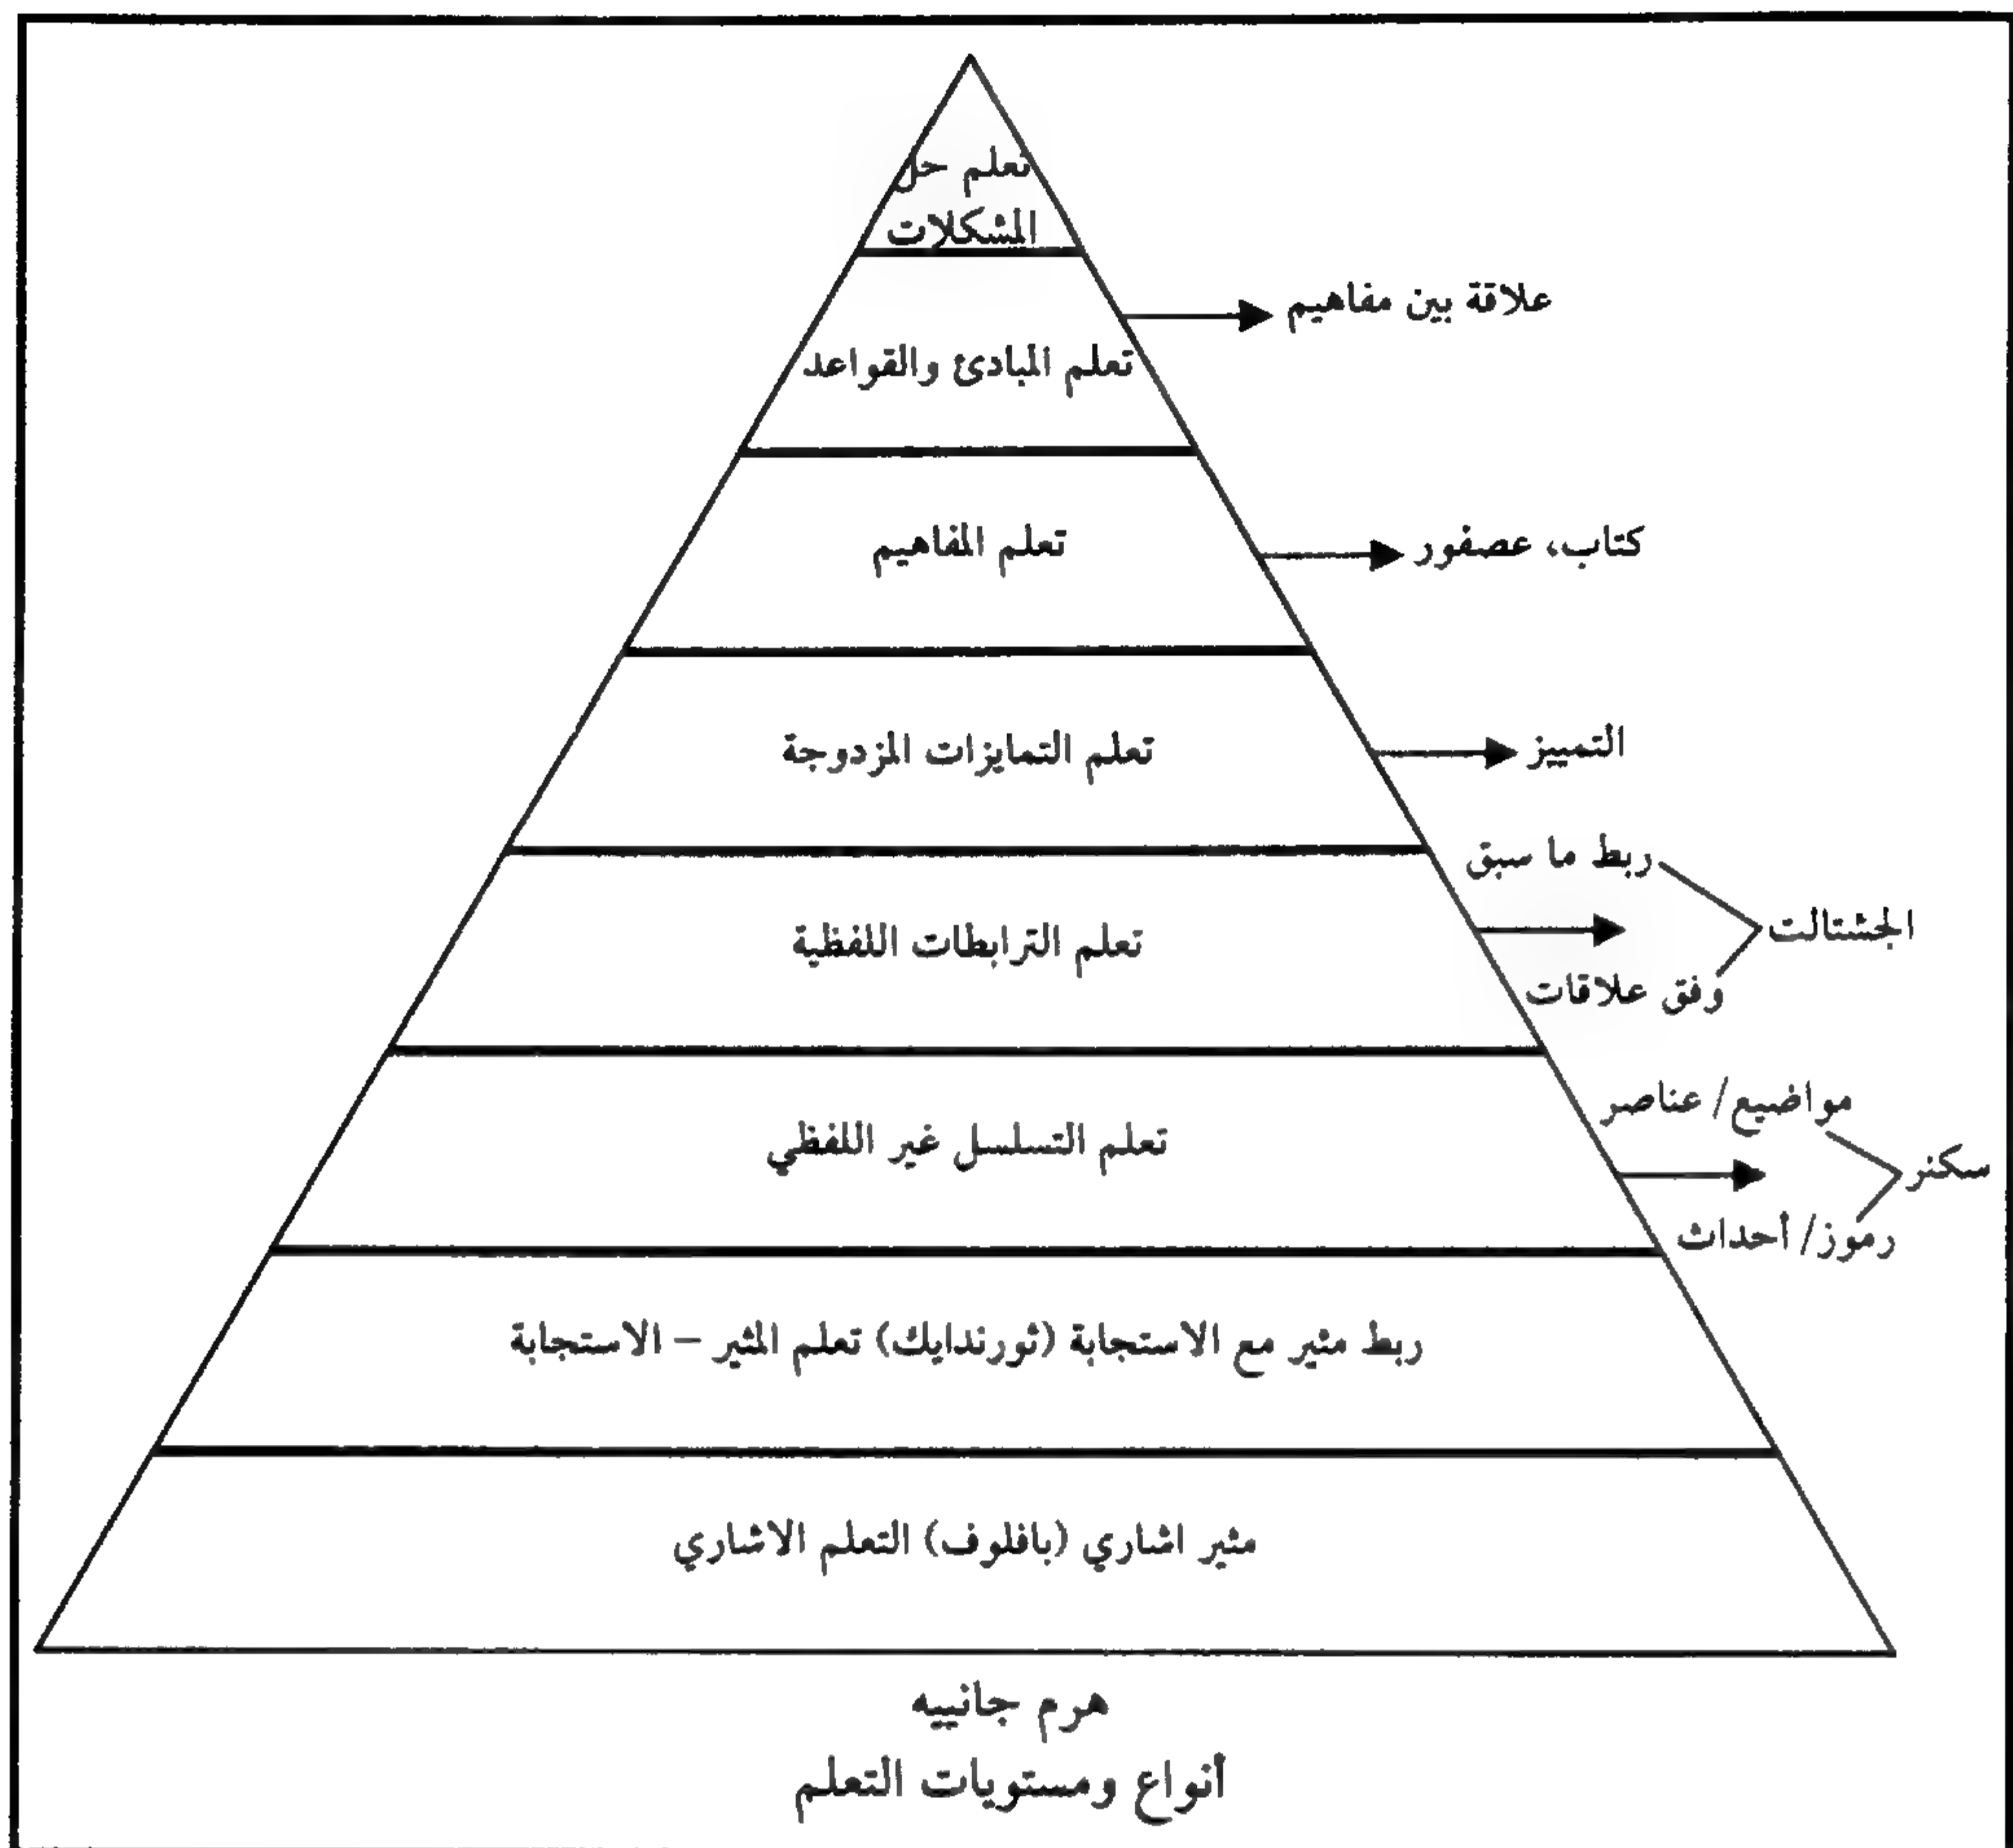 تعلم حل
المشكلات
علاقة بين مفاهيم
تعلم المبادئ والقواعد
تعلم المفاهيم
كتاب، عصفور
تعلم التمايزات المزدوجة
التمييز
ربط ما سبق
الجشتالت
تعلم الترابطات اللفظية
وفق علاقات
مواضيع/ عناصر
تعلم التسلسل غير اللفظي
سكنر
رموز/ أحداث
ربط مثير مع الاستجابة (ثورندايك) تعلم المثير – الاستجابة
مثير اشاري (بافلوف) التعلم الاشاري
هرم جانييه
أنواع ومستويات التعلم